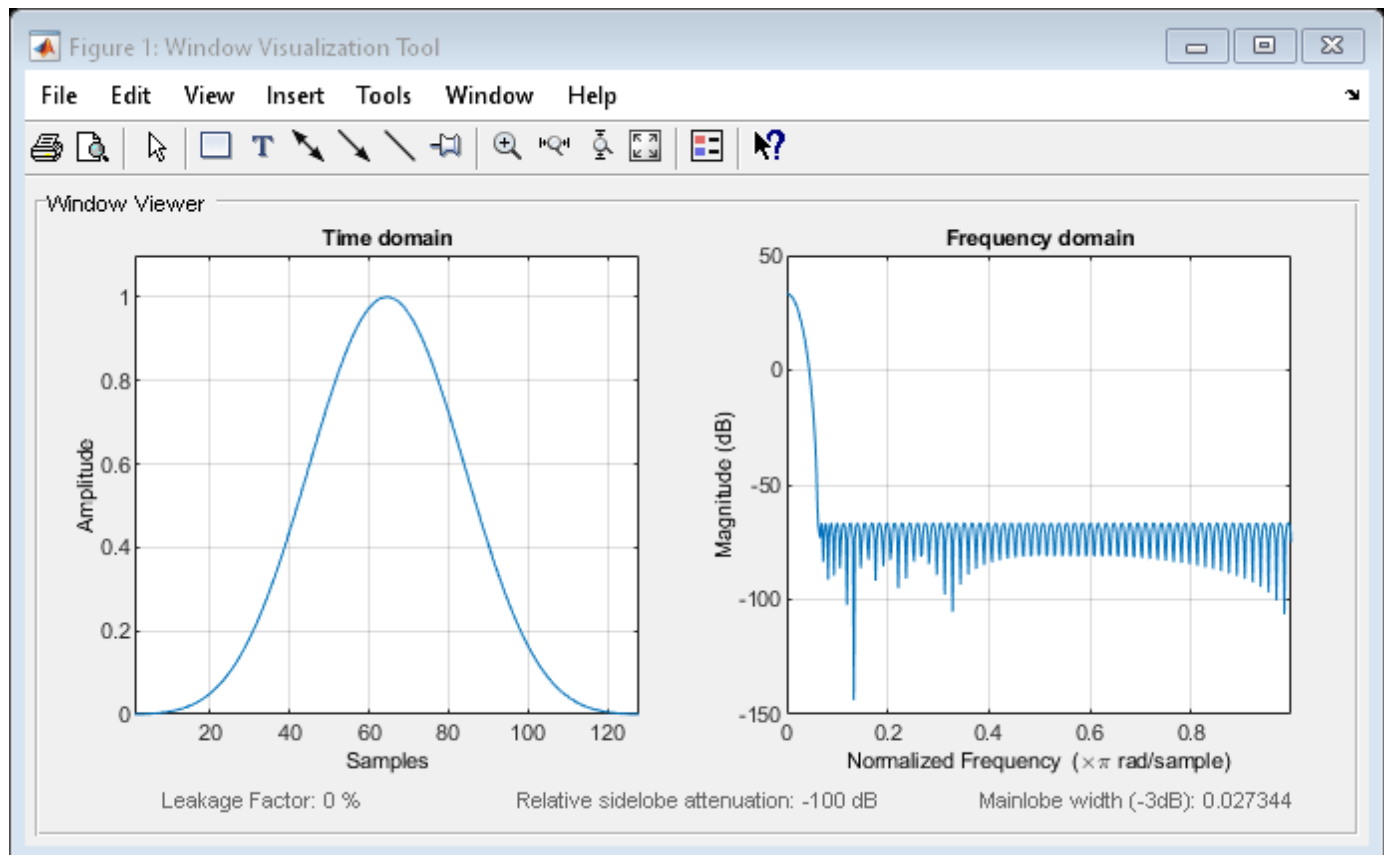 Figure 1: Window Visualization Tool
File Edit View Insert Tools Window Help
T
?
Window Viewer
Time domain
1
0.8
0.6
0.4
0.2
0
Amplitude
20 40 60 80 100 120
Samples
Frequency domain
50
0
-50
-100
-150
Magnitude (dB)
0 0.2 0.4 0.6 0.8
Normalized Frequency (×π rad/sample)
Leakage Factor: 0 % Relative sidelobe attenuation: -100 dB Mainlobe width (-3dB): 0.027344